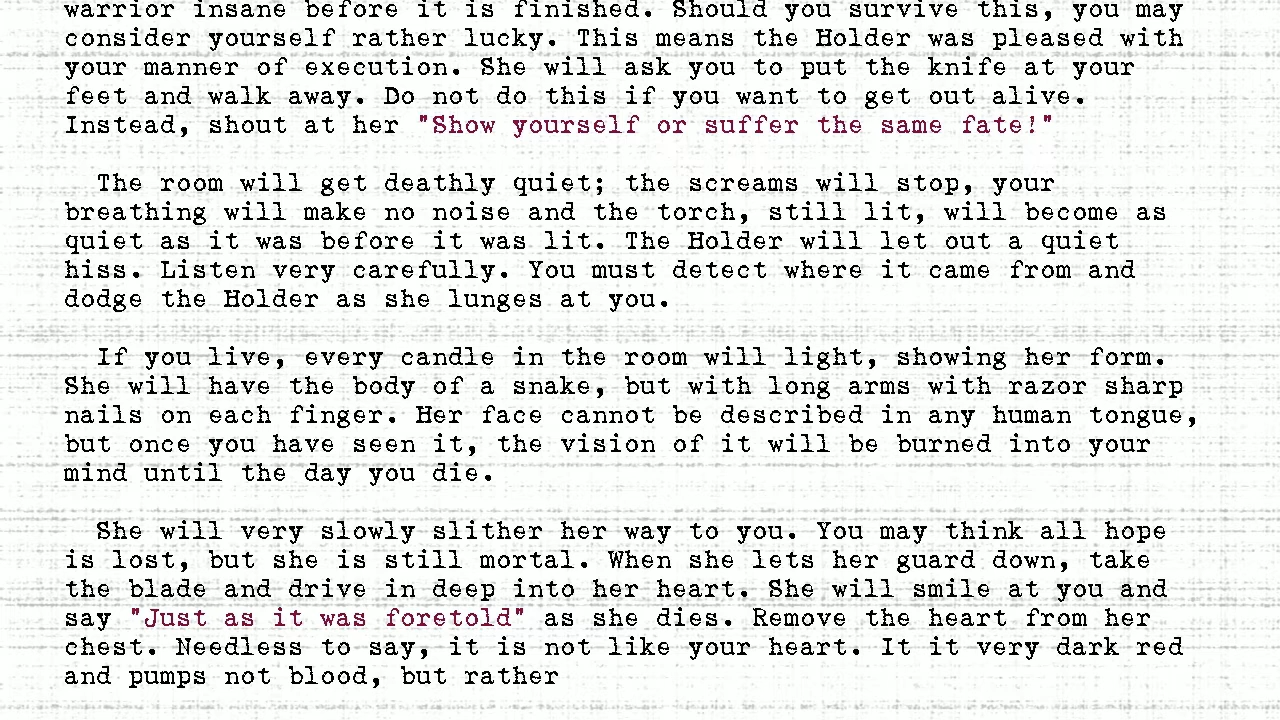 warrior insane before it is finished. Should you survive this, you may
consider yourself rather lucky. This means the Holder was pleased with
your manner of execution. She will ask you to put the knife at your
feet and walk away. Do not do this if you want to get out alive.
Instead, shout at her "Show yourself or suffer the same fate!"
The room will get deathly quiet; the screams will stop, your
breathing will make no noise and the torch, still lit, will become as
quiet as it was before it was lit. The Holder will let out a quiet
hiss. Listen very carefully. You must detect where it came from and
dodge the Holder as she lunges at you.
If you live, every candle in the room will light, showing her form.
She will have the body of a snake, but with long arms with razor sharp
nails on each finger. Her face cannot be described in any human tongue,
but once you have seen it, the vision of it will be burned into your
mind until the day you die.
She will very slowly slither her way to you. You may think all hope
is lost, but she is still mortal. When she lets her guard down, take
the blade and drive in deep into her heart. She will smile at you and
say "Just as it was foretold" as she dies. Remove the heart from her
chest. Needless to say, it is not like your heart. It it very dark red
and pumps not blood, but rather